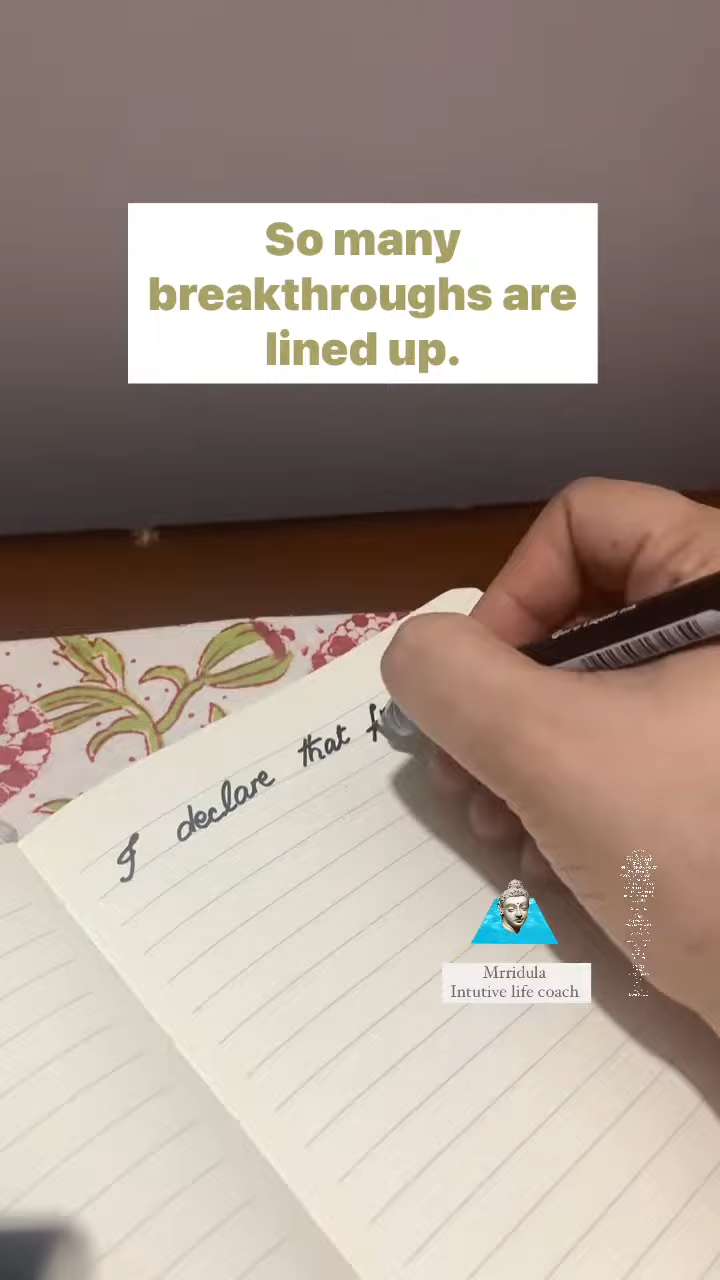 So many
breakthroughs are
lined up.
I declare that
Mrridula
Intutive life coach